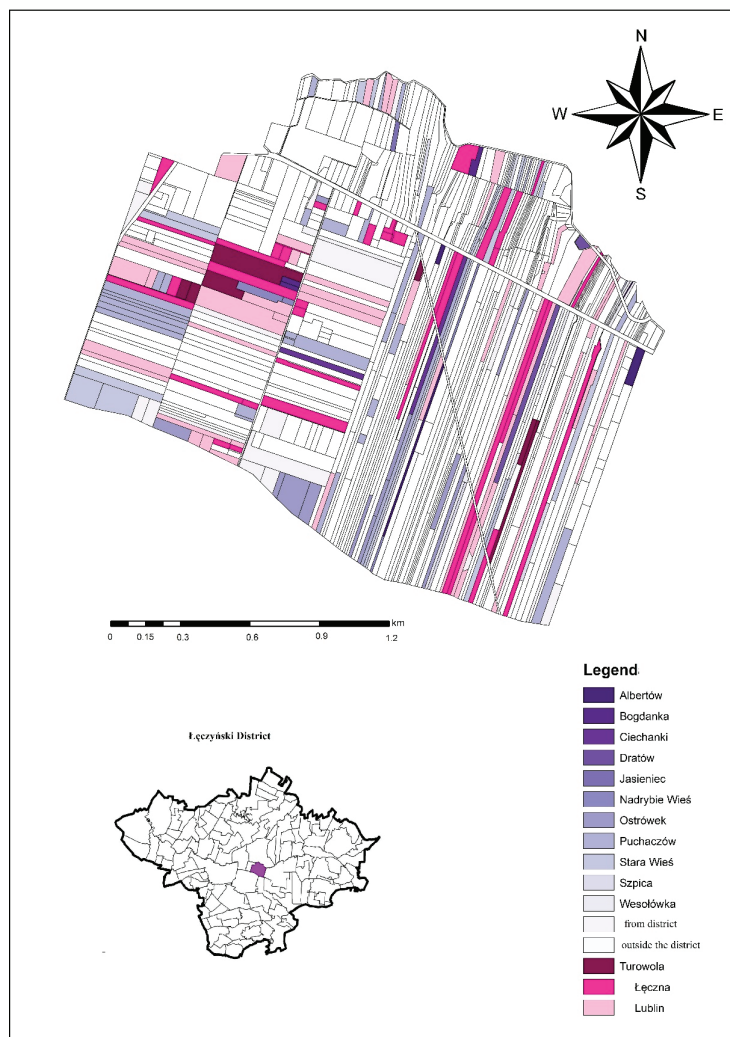 N
W E
S
km
0 0.15 0.3 0.6 0.9 1.2
Legend
Albertów
Bogdanka
Ciechanki
Dratów
Jasieniec
Nadrybie Wieś
Ostrówek
Puchaczów
Stara Wieś
Szpica
Wesołówka
from district
outside the district
Turowola
Łęczna
Lublin
Łęczyński District